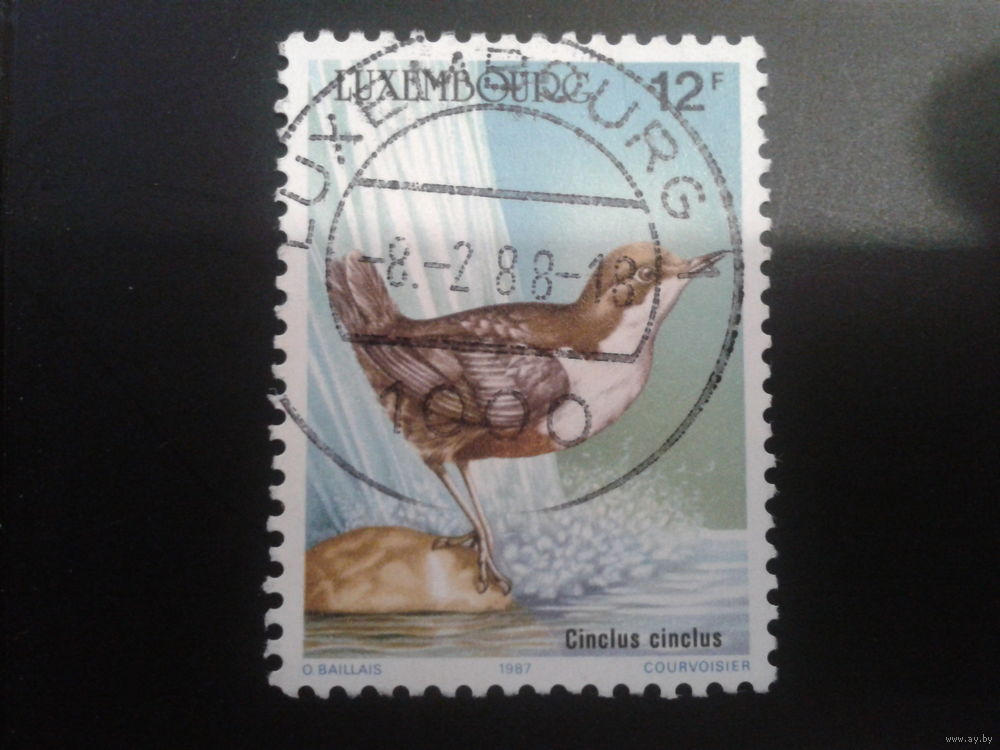 LUXEMBOURG 12F
LUXEMBOURG
-8.-2 88-18
1000
Cinclus cinclus
O. BAILLAIS 1987 COURVOISIER
www.ay.by